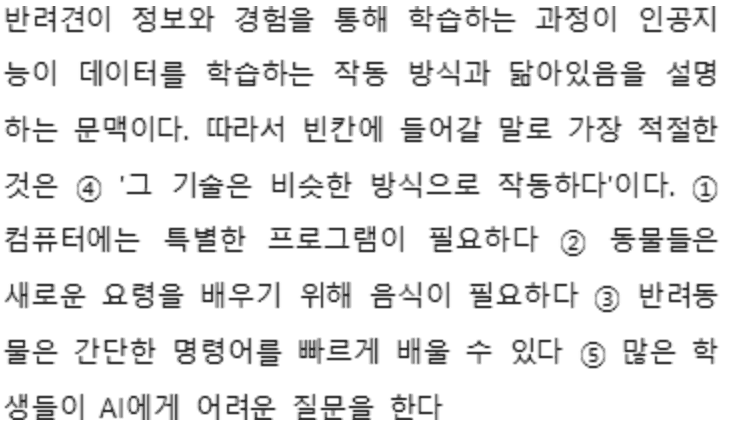 반려견이 정보와 경험을 통해 학습하는 과정이 인공지
능이 데이터를 학습하는 작동 방식과 닮아있음을 설명
하는 문맥이다. 따라서 빈칸에 들어갈 말로 가장 적절한
것은 ④ '그 기술은 비슷한 방식으로 작동하다'이다. ①
컴퓨터에는 특별한 프로그램이 필요하다 ② 동물들은
새로운 요령을 배우기 위해 음식이 필요하다 ③ 반려동
물은 간단한 명령어를 빠르게 배울 수 있다 ⑤ 많은 학
생들이 AI에게 어려운 질문을 한다